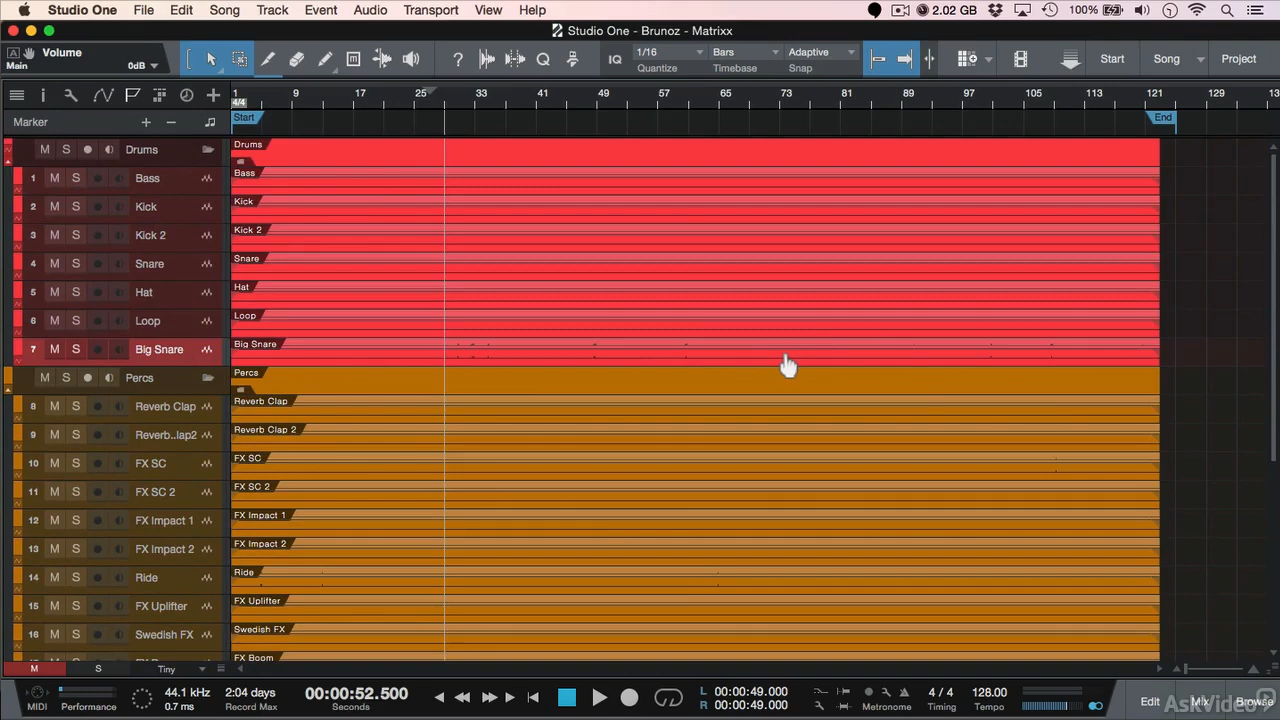 Studio One File Edit Song Track Event Audio Transport View Help 2.02 GB 100%
Studio One - Brunoz - Matrixx
A Volume
Main 0dB
? Q IQ 1/16 Bars Adaptive Start Song Project
Quantize Timebase Snap
i 1 9 17 25 33 41 49 57 65 73 81 89 97 105 113 121 129 13
4/4
Marker + − Start End
M S Drums Drums
1 M S Bass Bass
2 M S Kick Kick
3 M S Kick 2 Kick 2
4 M S Snare Snare
5 M S Hat Hat
6 M S Loop Loop
7 M S Big Snare Big Snare
M S Percs Percs
8 M S Reverb Clap Reverb Clap
9 M S Reverb..lap2 Reverb Clap 2
10 M S FX SC FX SC
11 M S FX SC 2 FX SC 2
12 M S FX Impact 1 FX Impact 1
13 M S FX Impact 2 FX Impact 2
14 M S Ride Ride
15 M S FX Uplifter FX Uplifter
16 M S Swedish FX Swedish FX
FX Boom
M S Tiny
44.1 kHz 2:04 days 00:00:52.500 L 00:00:49.000 4 / 4 128.00
MIDI Performance 0.7 ms Record Max Seconds R 00:00:49.000 Metronome Timing Tempo Edit Mix Browse
AskVideo